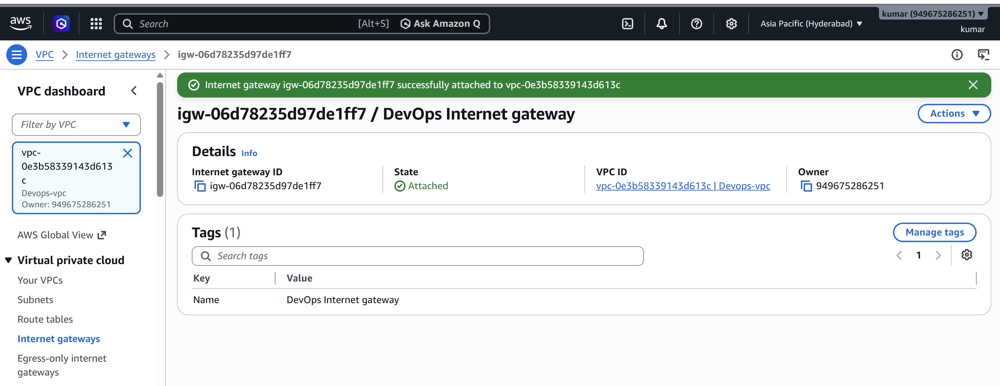 aws
Search [Alt+S] Ask Amazon Q
Asia Pacific (Hyderabad)
kumar (949675286251)
kumar
VPC Internet gateways igw-06d78235d97de1ff7
VPC dashboard
Filter by VPC
vpc-
0e3b58339143d613
c
Devops-vpc
Owner: 949675286251
AWS Global View
Virtual private cloud
Your VPCs
Subnets
Route tables
Internet gateways
Egress-only internet
gateways
Internet gateway igw-06d78235d97de1ff7 successfully attached to vpc-0e3b58339143d613c
igw-06d78235d97de1ff7 / DevOps Internet gateway
Actions
Details Info
Internet gateway ID
igw-06d78235d97de1ff7
State
Attached
VPC ID
vpc-0e3b58339143d613c | Devops-vpc
Owner
949675286251
Tags (1)
Manage tags
Search tags
1
Key Value
Name DevOps Internet gateway